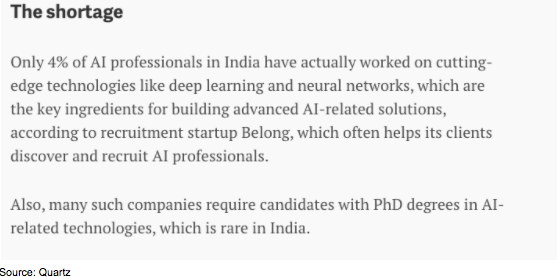 The shortage
Only 4% of AI professionals in India have actually worked on cutting-
edge technologies like deep learning and neural networks, which are
the key ingredients for building advanced AI-related solutions,
according to recruitment startup Belong, which often helps its clients
discover and recruit AI professionals.
Also, many such companies require candidates with PhD degrees in AI-
related technologies, which is rare in India.
Source: Quartz